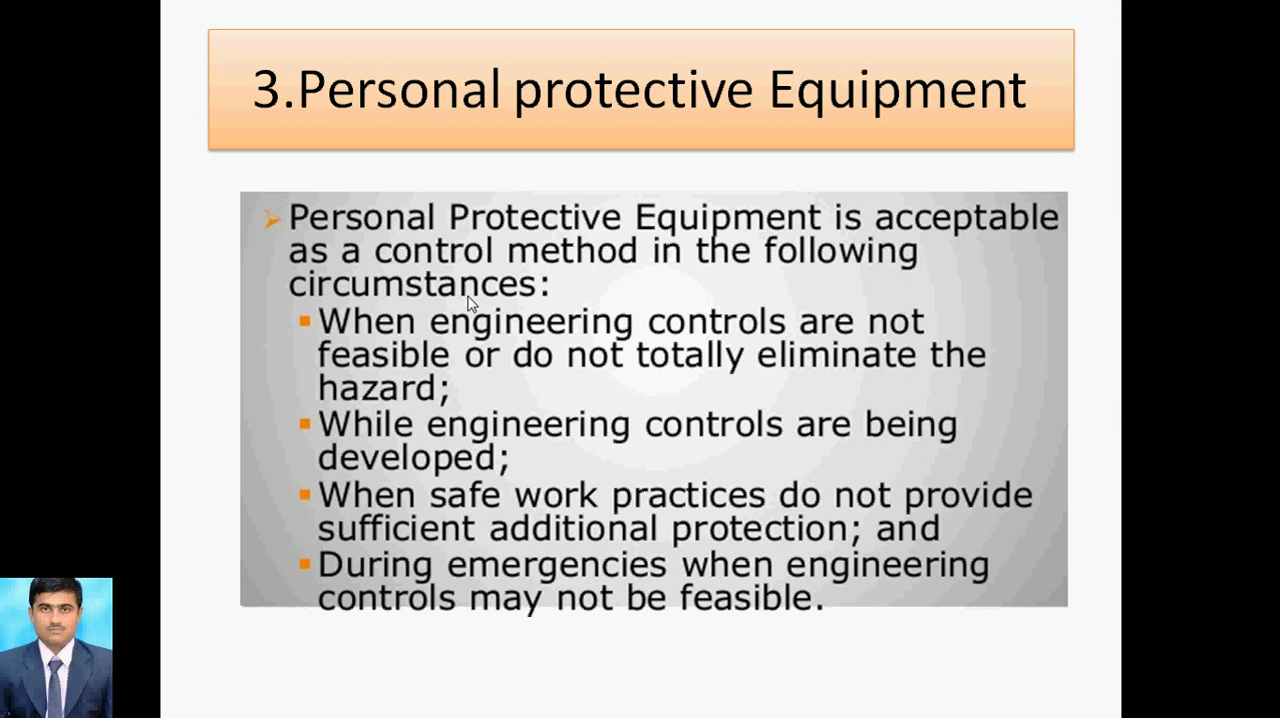 3.Personal protective Equipment
Personal Protective Equipment is acceptable
as a control method in the following
circumstances:
When engineering controls are not
feasible or do not totally eliminate the
hazard;
While engineering controls are being
developed;
When safe work practices do not provide
sufficient additional protection; and
During emergencies when engineering
controls may not be feasible.